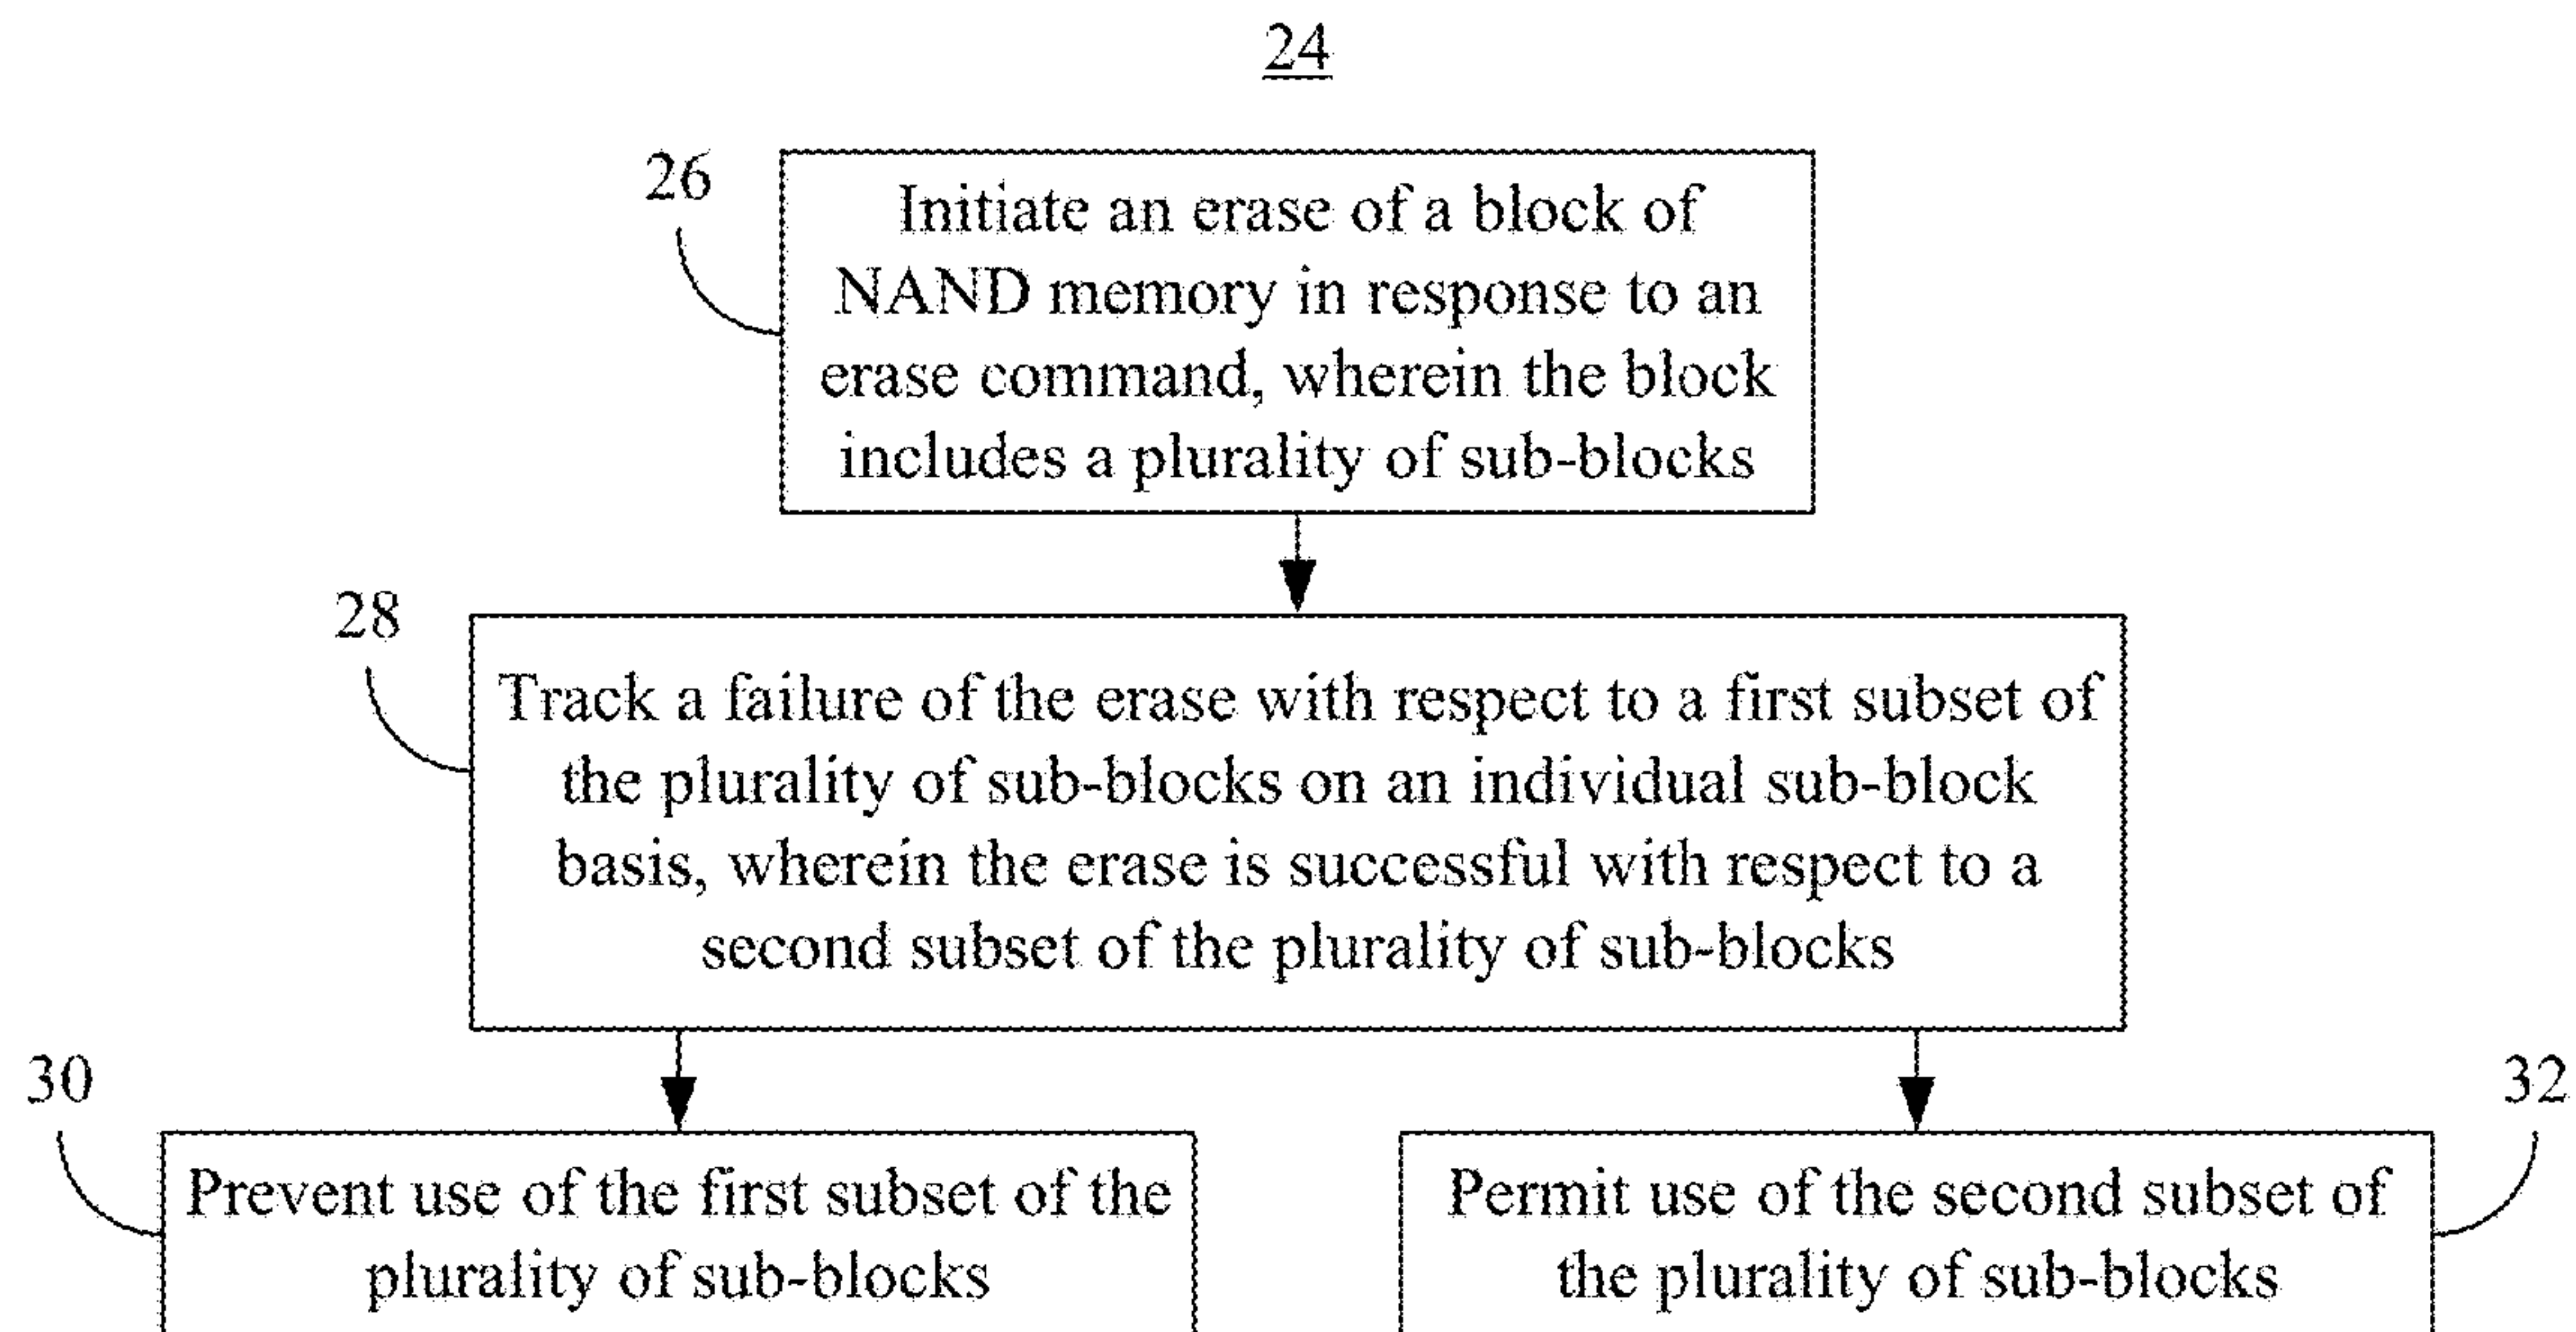 24
26
Initiate an erase of a block of
NAND memory in response to an
erase command, wherein the block
includes a plurality of sub-blocks
28
Track a failure of the erase with respect to a first subset of
the plurality of sub-blocks on an individual sub-block
basis, wherein the erase is successful with respect to a
second subset of the plurality of sub-blocks
30
Prevent use of the first subset of the
plurality of sub-blocks
32
Permit use of the second subset of
the plurality of sub-blocks